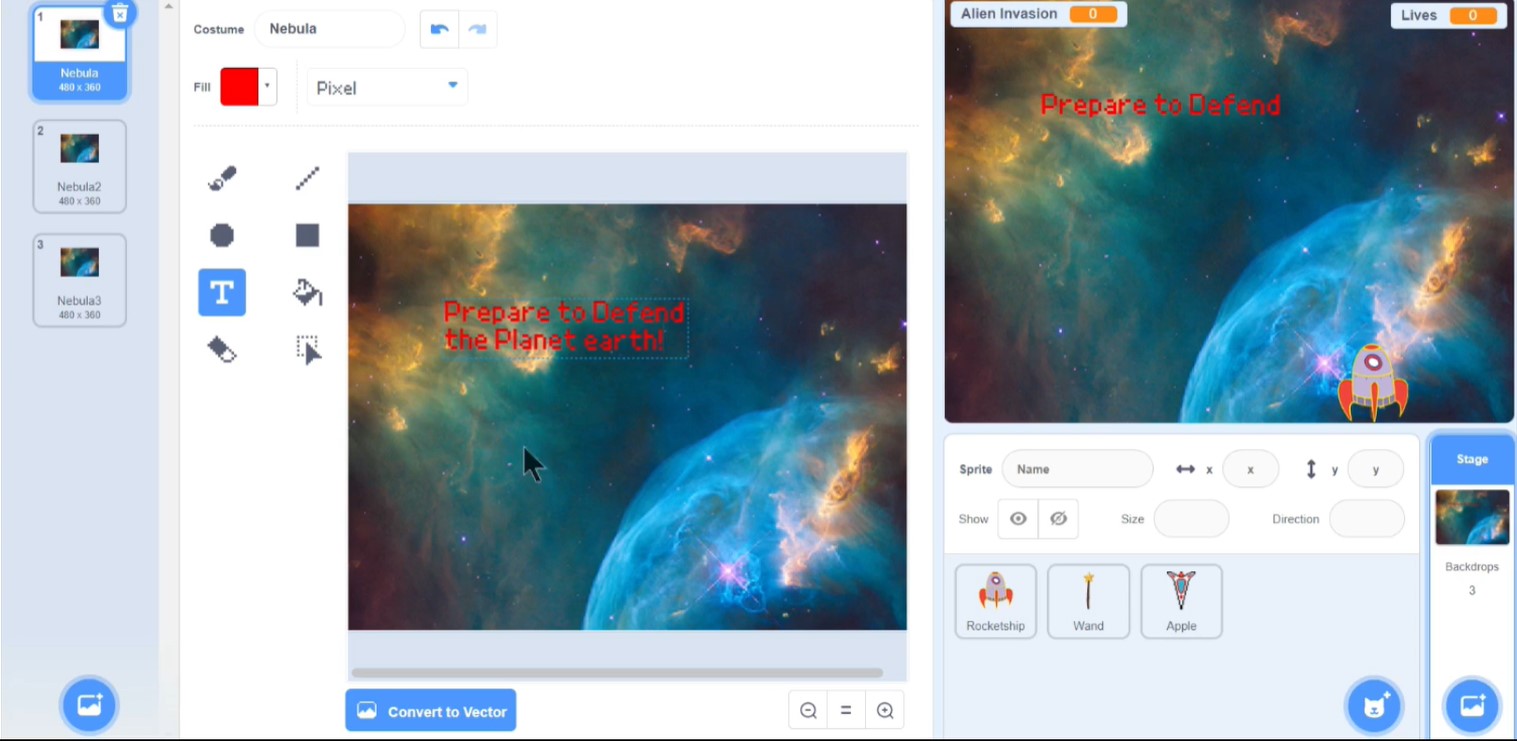 1
Nebula
480 x 360
2
Nebula2
480 x 360
3
Nebula3
480 x 360
Costume Nebula
Fill Pixel
T
Prepare to Defend
the Planet earth!
Convert to Vector
Alien Invasion 0
Lives 0
Prepare to Defend
Sprite Name x x y y
Show Size Direction
Rocketship Wand Apple
Stage
Backdrops
3